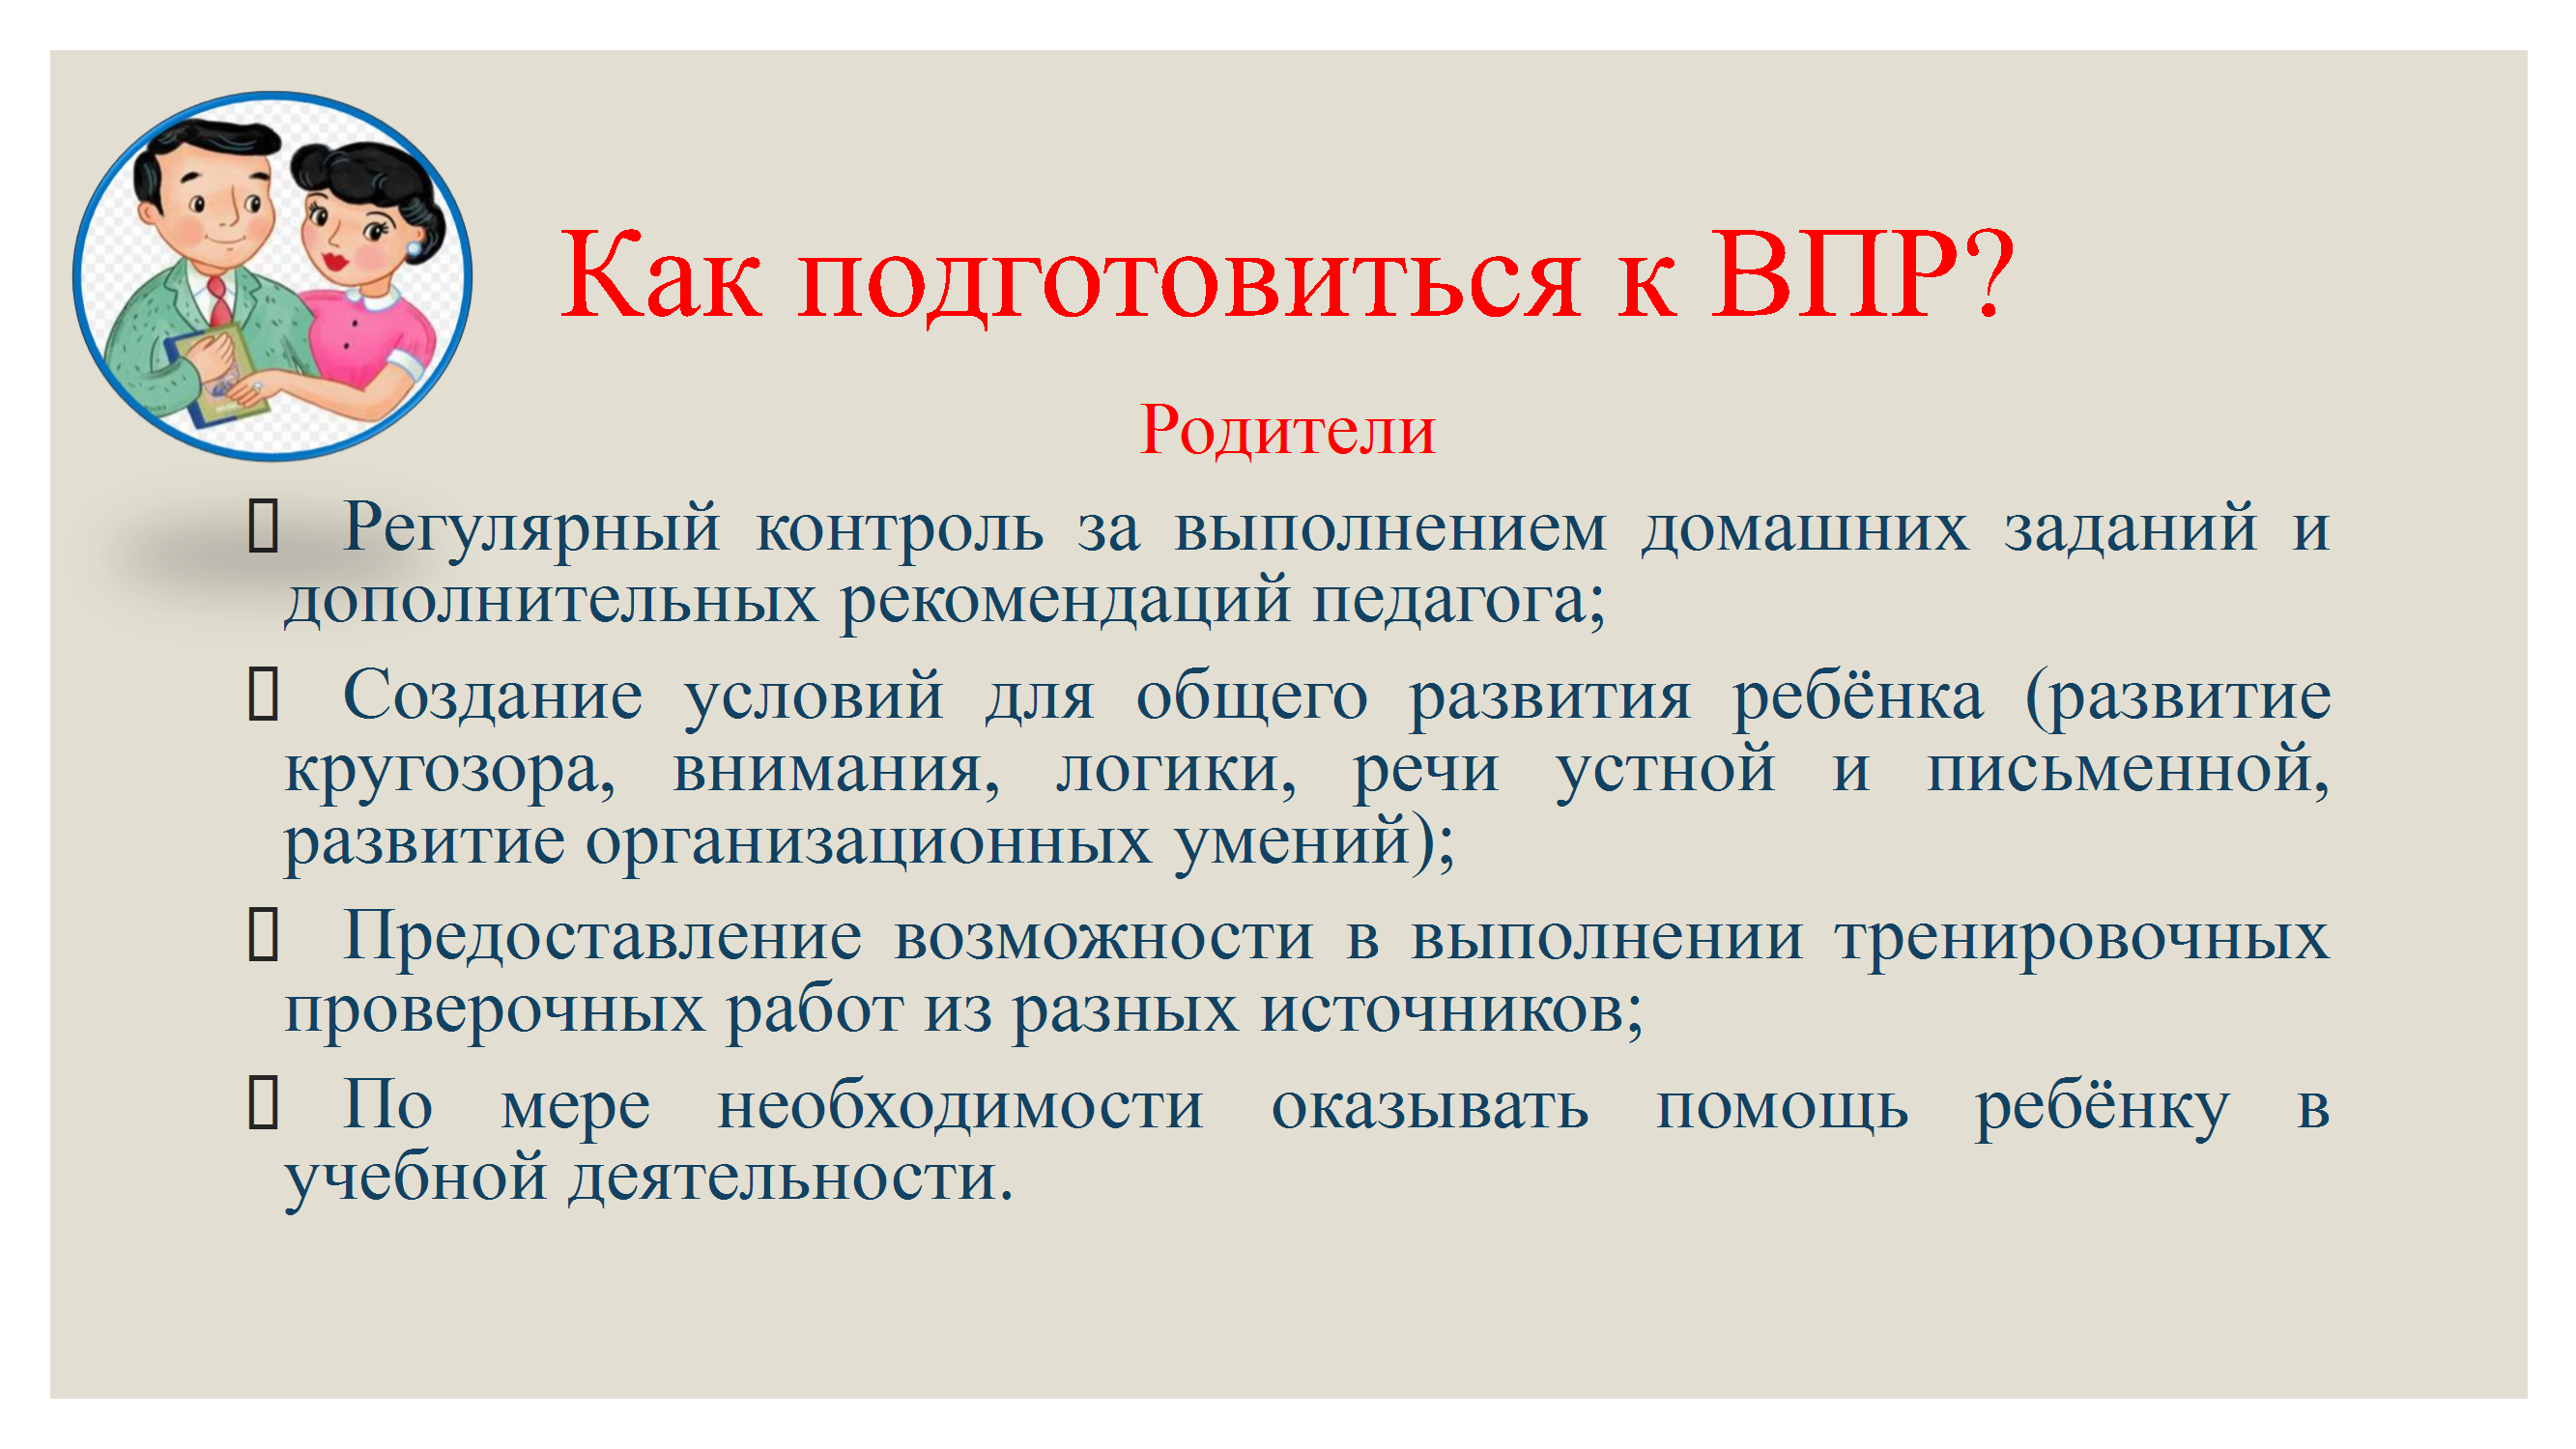 Как подготовиться к ВПР?
Родители
Регулярный контроль за выполнением домашних заданий и
дополнительных рекомендаций педагога;
Создание условий для общего развития ребёнка (развитие
кругозора, внимания, логики, речи устной и письменной,
развитие организационных умений);
Предоставление возможности в выполнении тренировочных
проверочных работ из разных источников;
По мере необходимости оказывать помощь ребёнку в
учебной деятельности.